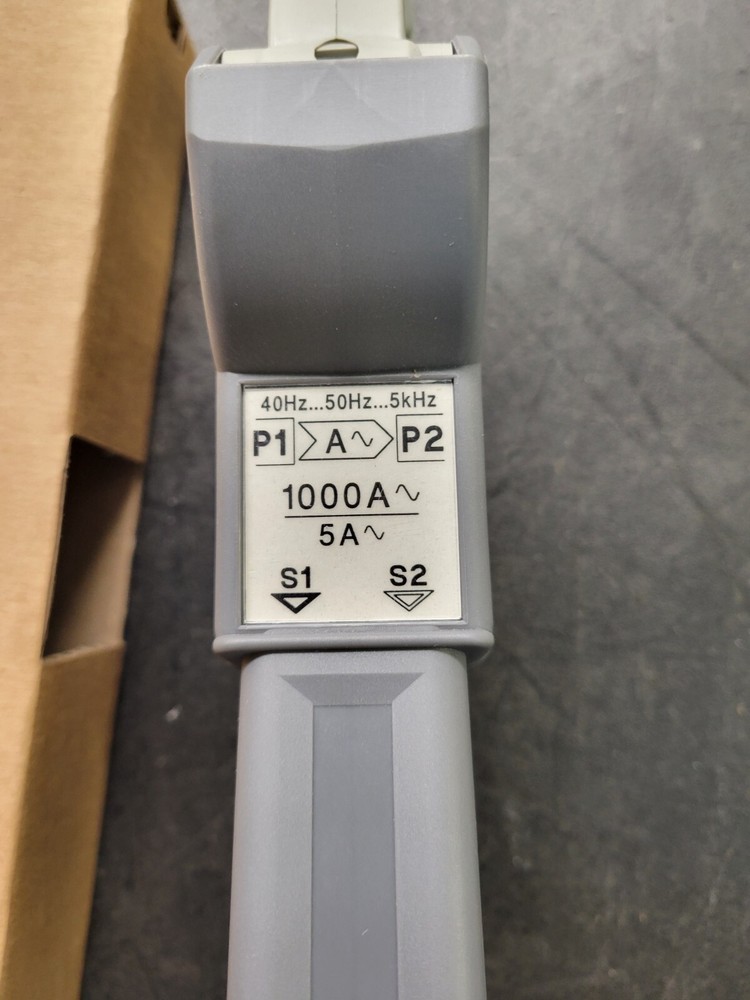 40Hz...50Hz...5kHz
P1 A∿ P2
1000A∿
5A∿
S1 S2